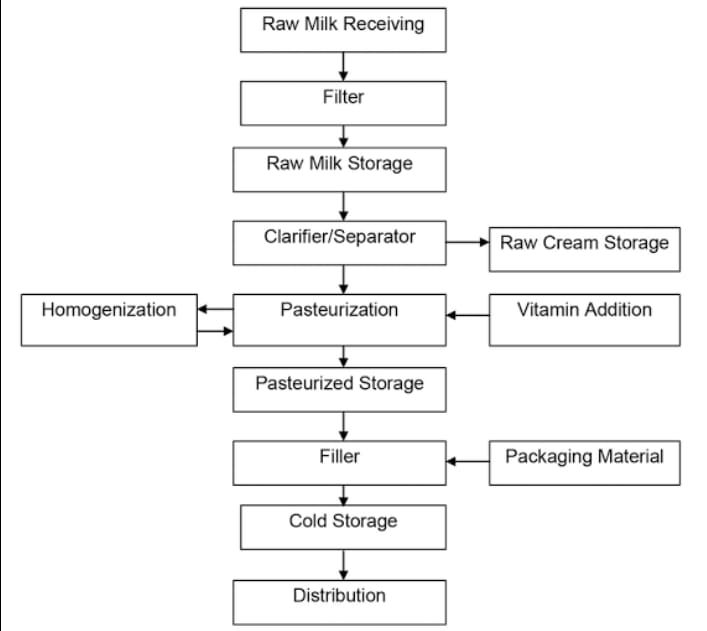 Raw Milk Receiving
Filter
Raw Milk Storage
Clarifier/Separator
Raw Cream Storage
Homogenization
Pasteurization
Vitamin Addition
Pasteurized Storage
Filler
Packaging Material
Cold Storage
Distribution